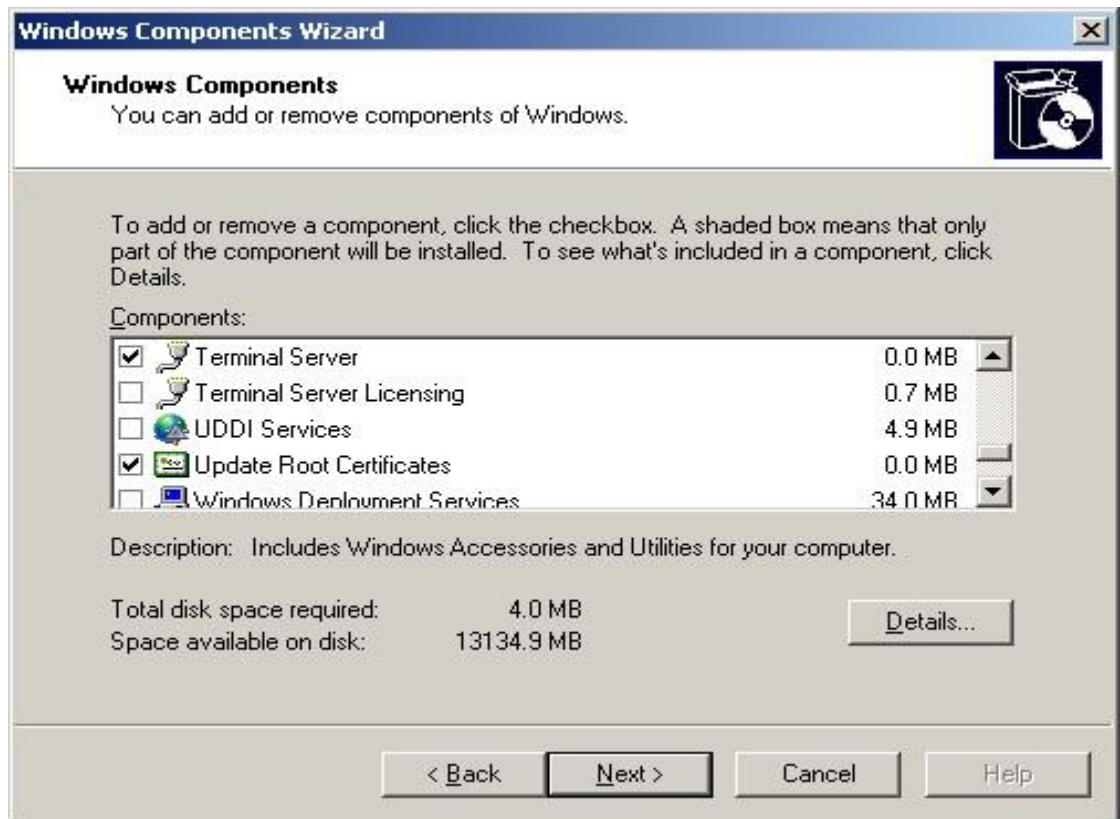 Windows Components Wizard
Windows Components
You can add or remove components of Windows.
To add or remove a component, click the checkbox. A shaded box means that only
part of the component will be installed. To see what's included in a component, click
Details.
Components:
Terminal Server 0.0 MB
Terminal Server Licensing 0.7 MB
UDDI Services 4.9 MB
Update Root Certificates 0.0 MB
Windows Deployment Services 34.0 MB
Description: Includes Windows Accessories and Utilities for your computer.
Total disk space required: 4.0 MB
Space available on disk: 13134.9 MB
Details...
< Back Next > Cancel Help